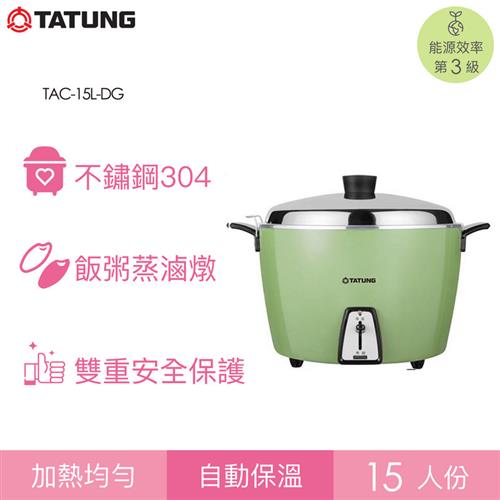 TATUNG
能源效率
第3級
TAC-15L-DG
不鏽鋼304
飯粥蒸滷燉
TATUNG
雙重安全保護
加熱均勻
自動保溫
15人份